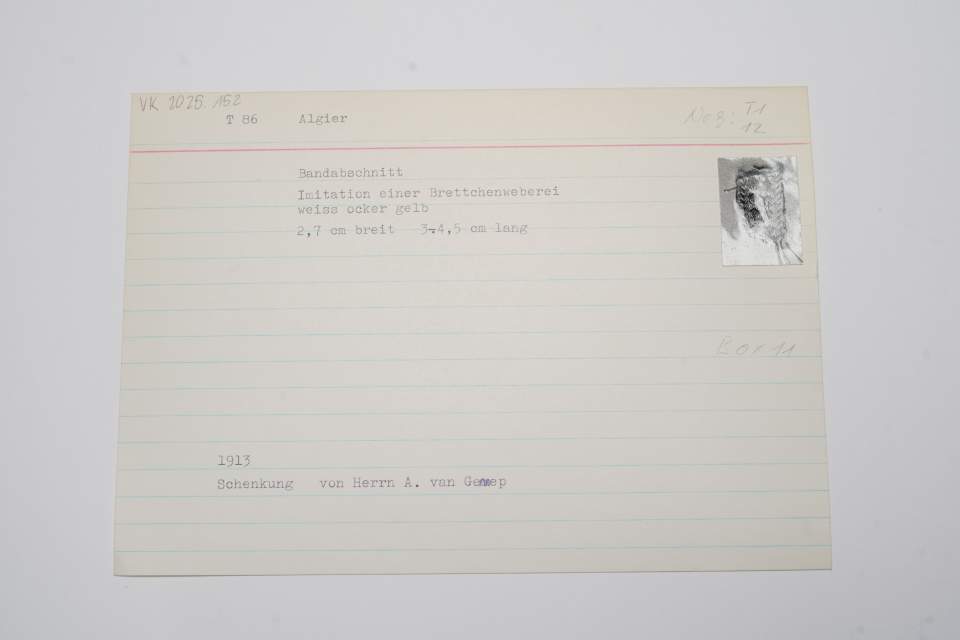 VK 2025.152
T 86 Algier
Neg: T1
12
Bandabschnitt
Imitation einer Brettchenweberei
weiss ocker gelb
2,7 cm breit 3-4,5 cm lang
Box 11
1913
Schenkung von Herrn A. van Gennep